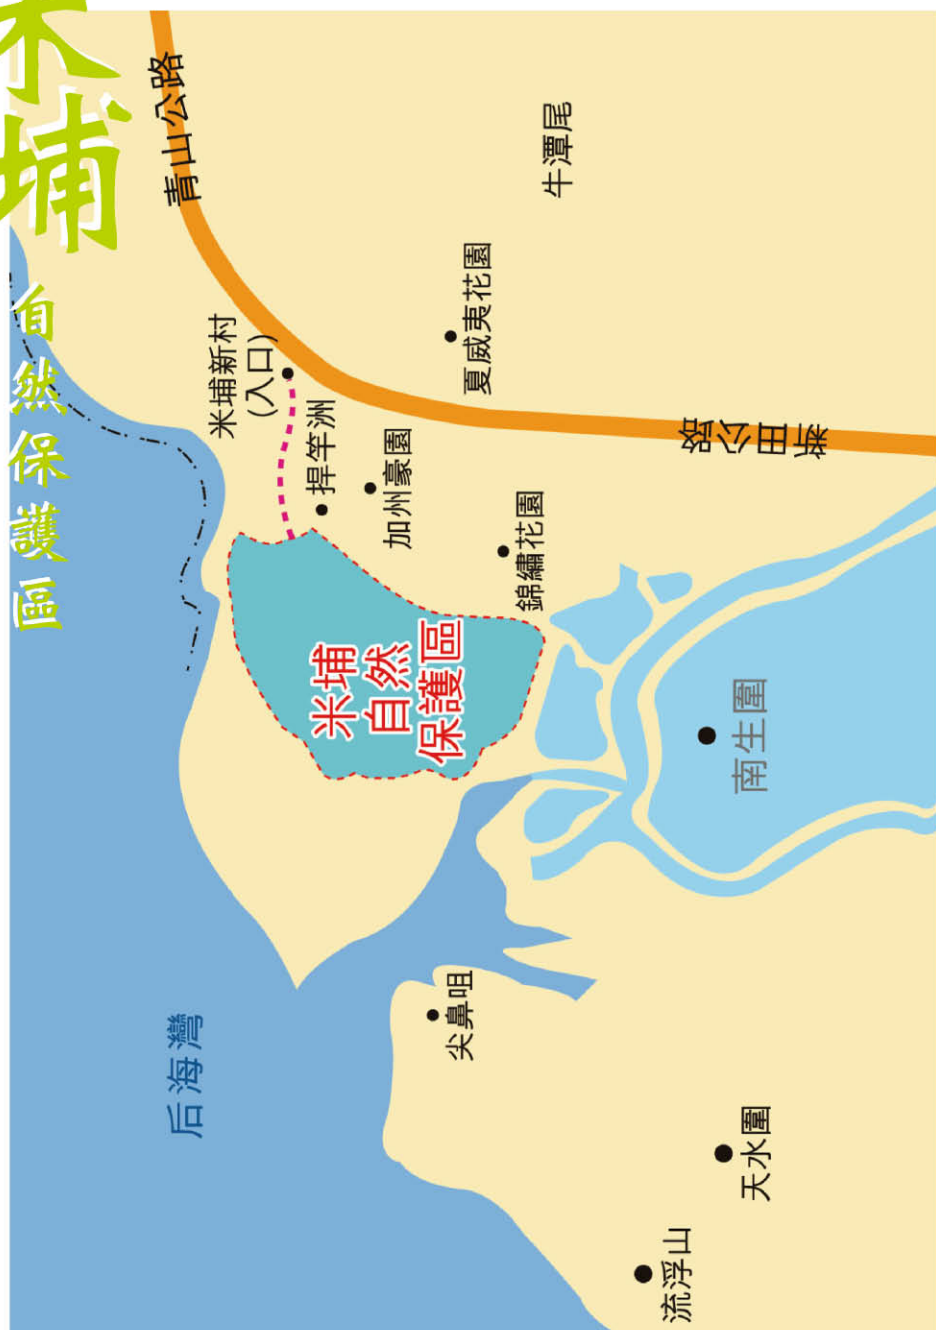 米埔
自然保護區
青山公路
牛潭尾
米埔新村
(入口)
夏威夷花園
捍竿洲
加州豪園
新田公路
錦繡花園
米埔
自然
保護區
南生圍
后海灣
尖鼻咀
天水圍
流浮山